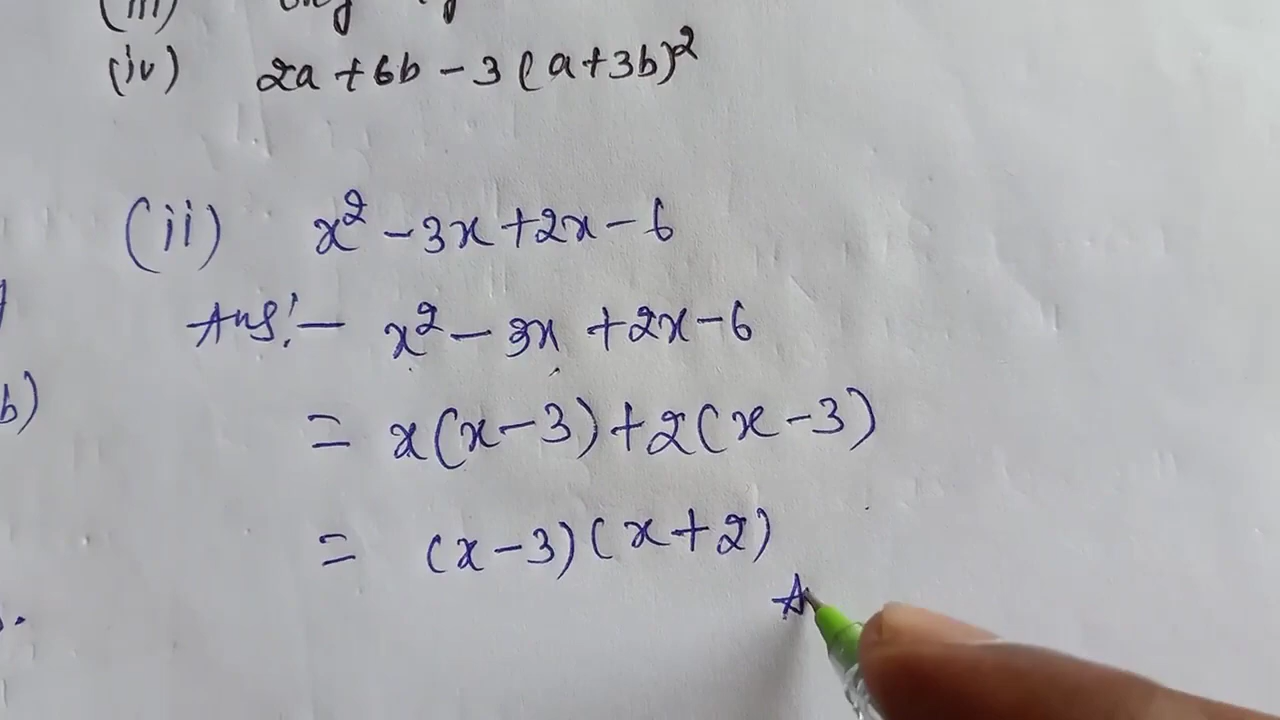 (iii)
(iv) 2a + 6b - 3(a+3b)²
(ii) x² - 3x + 2x - 6
Ans:- x² - 3x + 2x - 6
b)
= x(x-3) + 2(x-3)
= (x-3)(x+2)
A